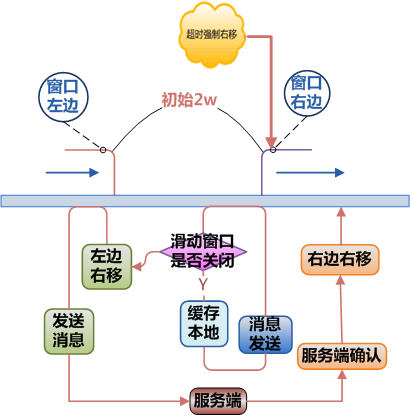 超时强制右移
窗口
左边
窗口
右边
初始2w
滑动窗口
是否关闭
左边
右移
右边右移
Y
缓存
本地
发送
消息
消息
发送
服务端确认
服务端